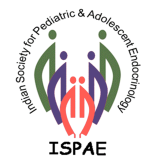 Indian Society for Pediatric & Adolescent Endocrinology
ISPAE